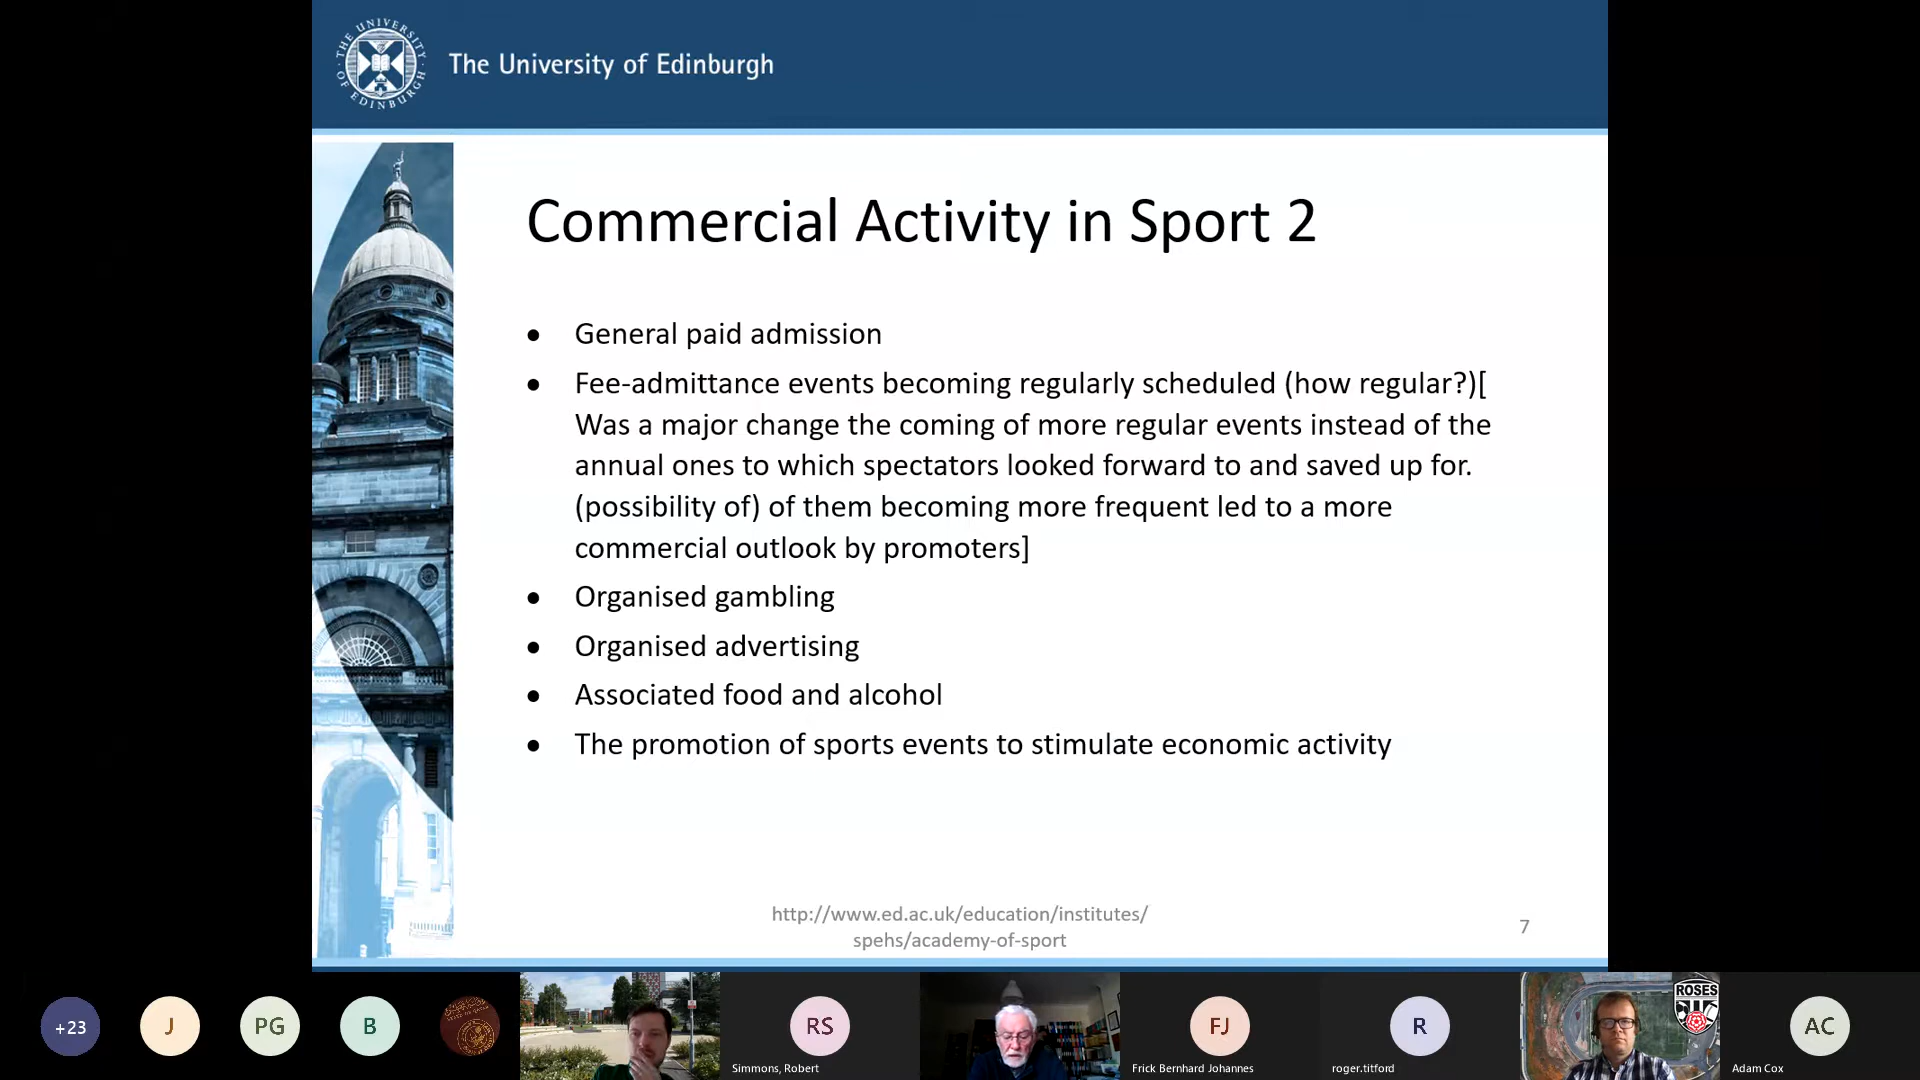 THE UNIVERSITY OF EDINBURGH
The University of Edinburgh
Commercial Activity in Sport 2
• General paid admission
• Fee-admittance events becoming regularly scheduled (how regular?)[
Was a major change the coming of more regular events instead of the
annual ones to which spectators looked forward to and saved up for.
(possibility of) of them becoming more frequent led to a more
commercial outlook by promoters]
• Organised gambling
• Organised advertising
• Associated food and alcohol
• The promotion of sports events to stimulate economic activity
http://www.ed.ac.uk/education/institutes/
spehs/academy-of-sport
7
+23
J
PG
B
RS
Simmons, Robert
FJ
Frick Bernhard Johannes
R
roger.titford
ROSES
AC
Adam Cox